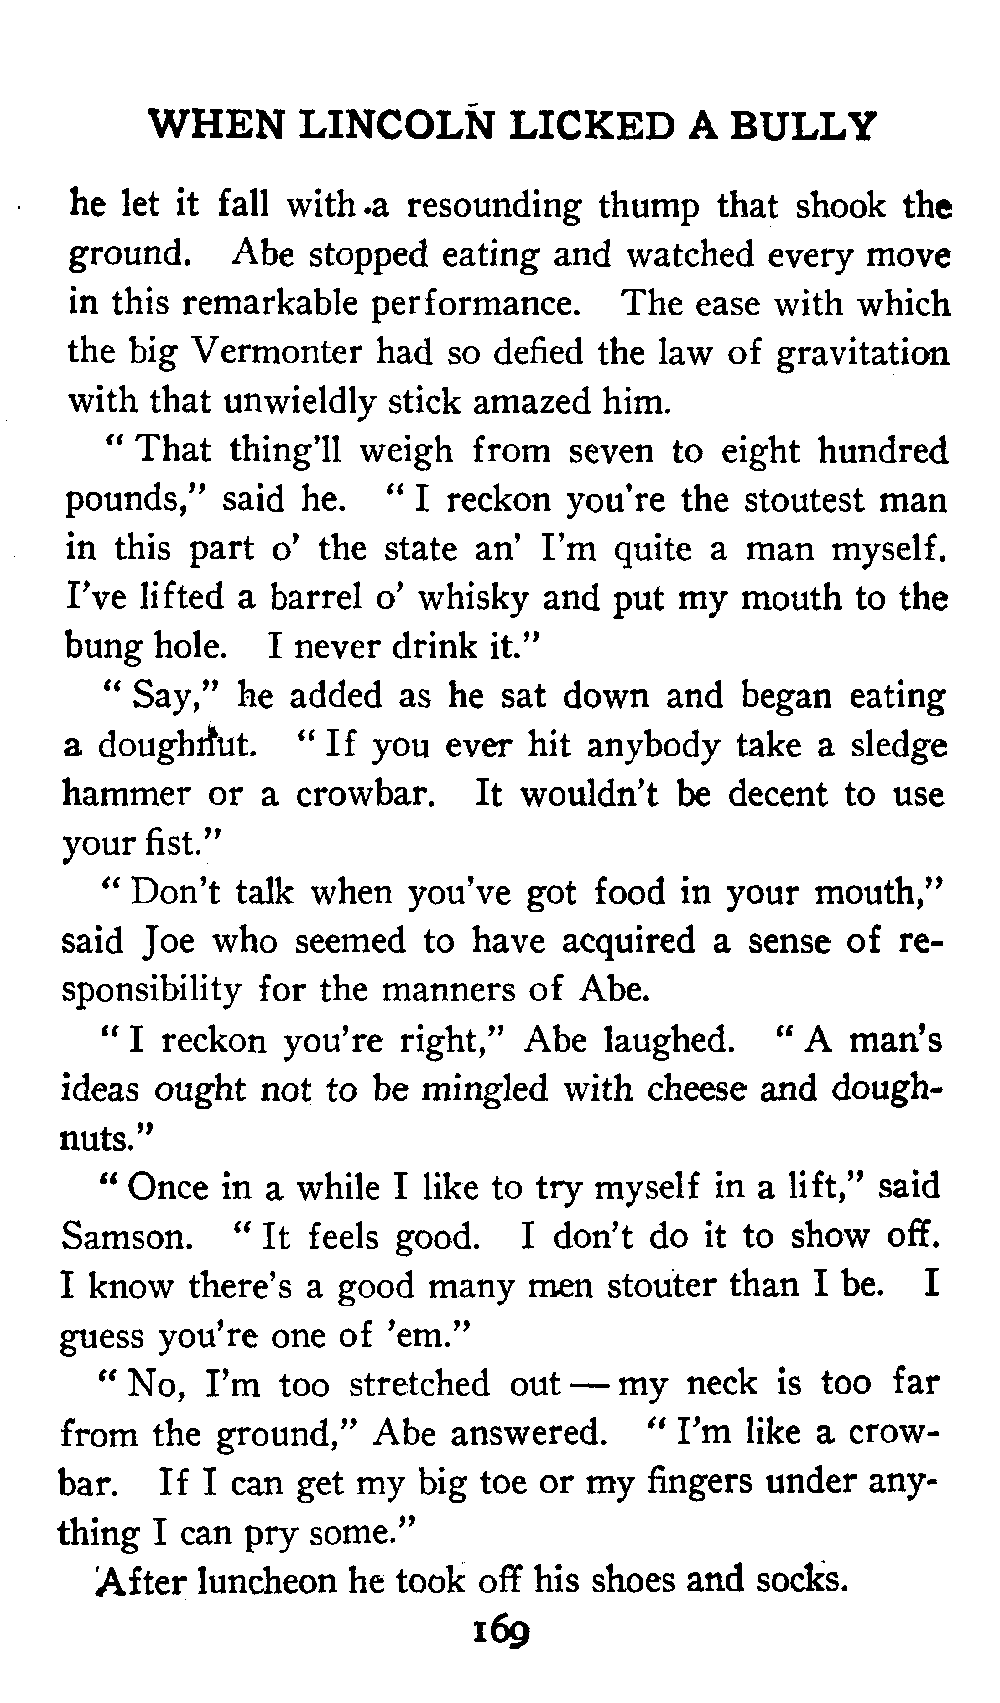 WHEN LINCOLN LICKED A BULLY
he let it fall with a resounding thump that shook the
ground. Abe stopped eating and watched every move
in this remarkable performance. The ease with which
the big Vermonter had so defied the law of gravitation
with that unwieldly stick amazed him.
“ That thing'll weigh from seven to eight hundred
pounds,” said he. “ I reckon you're the stoutest man
in this part o' the state an' I'm quite a man myself.
I've lifted a barrel o' whisky and put my mouth to the
bung hole. I never drink it.”
“ Say,” he added as he sat down and began eating
a doughnut. “ If you ever hit anybody take a sledge
hammer or a crowbar. It wouldn't be decent to use
your fist.”
“ Don't talk when you've got food in your mouth,”
said Joe who seemed to have acquired a sense of re-
sponsibility for the manners of Abe.
“ I reckon you're right,” Abe laughed. “ A man's
ideas ought not to be mingled with cheese and dough-
nuts.”
“ Once in a while I like to try myself in a lift,” said
Samson. “ It feels good. I don't do it to show off.
I know there's a good many men stouter than I be. I
guess you're one of 'em.”
“ No, I'm too stretched out — my neck is too far
from the ground,” Abe answered. “ I'm like a crow-
bar. If I can get my big toe or my fingers under any-
thing I can pry some.”
After luncheon he took off his shoes and socks.
169